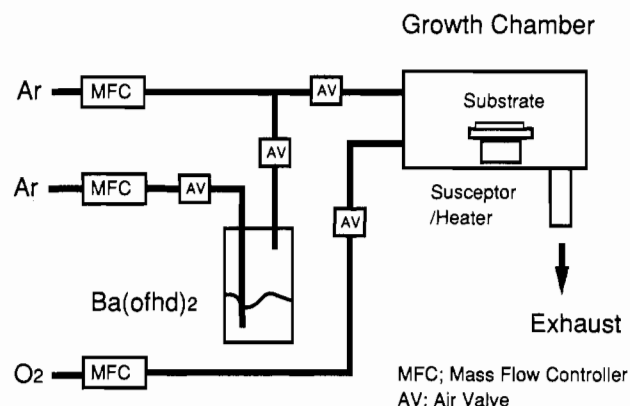 Growth Chamber
Ar
MFC
AV
Substrate
AV
Ar
MFC
AV
Susceptor
/Heater
AV
Ba(ofhd)2
Exhaust
O2
MFC
MFC; Mass Flow Controller
AV; Air Valve